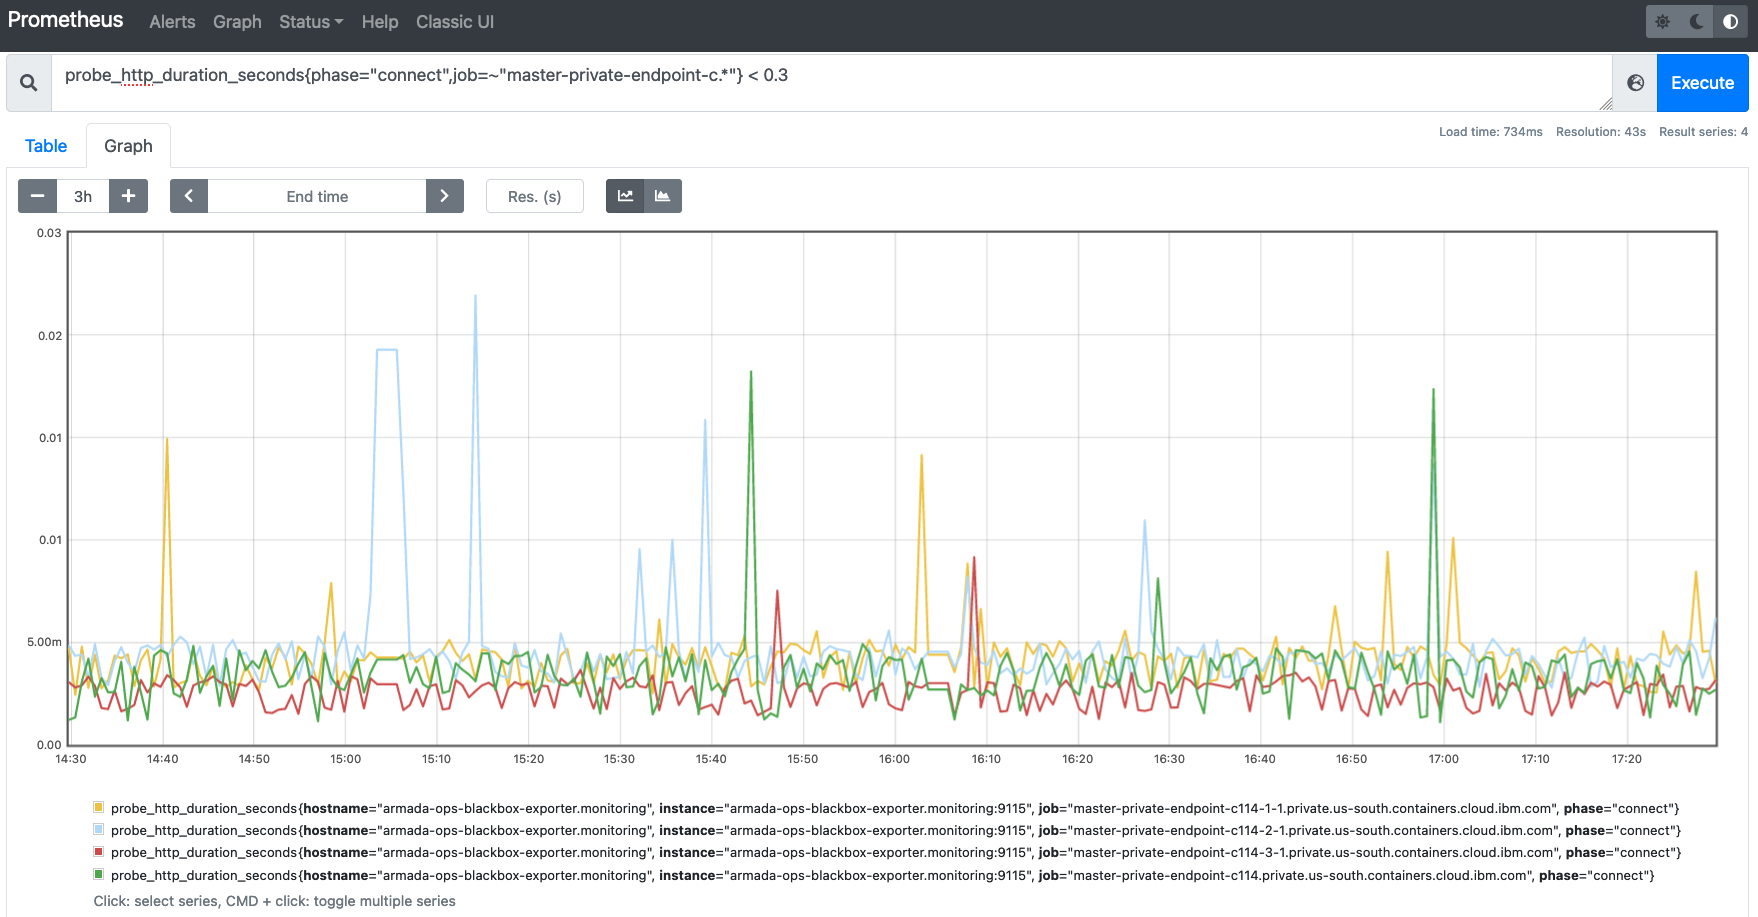 Prometheus Alerts Graph Status Help Classic UI
probe_http_duration_seconds{phase="connect",job=~"master-private-endpoint-c.*"} < 0.3
Execute
Load time: 734ms Resolution: 43s Result series: 4
Table Graph
3h End time Res. (s)
0.03
0.02
0.01
0.01
5.00m
0.00
14:30 14:40 14:50 15:00 15:10 15:20 15:30 15:40 15:50 16:00 16:10 16:20 16:30 16:40 16:50 17:00 17:10 17:20
probe_http_duration_seconds{hostname="armada-ops-blackbox-exporter.monitoring", instance="armada-ops-blackbox-exporter.monitoring:9115", job="master-private-endpoint-c114-1-1.private.us-south.containers.cloud.ibm.com", phase="connect"}
probe_http_duration_seconds{hostname="armada-ops-blackbox-exporter.monitoring", instance="armada-ops-blackbox-exporter.monitoring:9115", job="master-private-endpoint-c114-2-1.private.us-south.containers.cloud.ibm.com", phase="connect"}
probe_http_duration_seconds{hostname="armada-ops-blackbox-exporter.monitoring", instance="armada-ops-blackbox-exporter.monitoring:9115", job="master-private-endpoint-c114-3-1.private.us-south.containers.cloud.ibm.com", phase="connect"}
probe_http_duration_seconds{hostname="armada-ops-blackbox-exporter.monitoring", instance="armada-ops-blackbox-exporter.monitoring:9115", job="master-private-endpoint-c114.private.us-south.containers.cloud.ibm.com", phase="connect"}
Click: select series, CMD + click: toggle multiple series